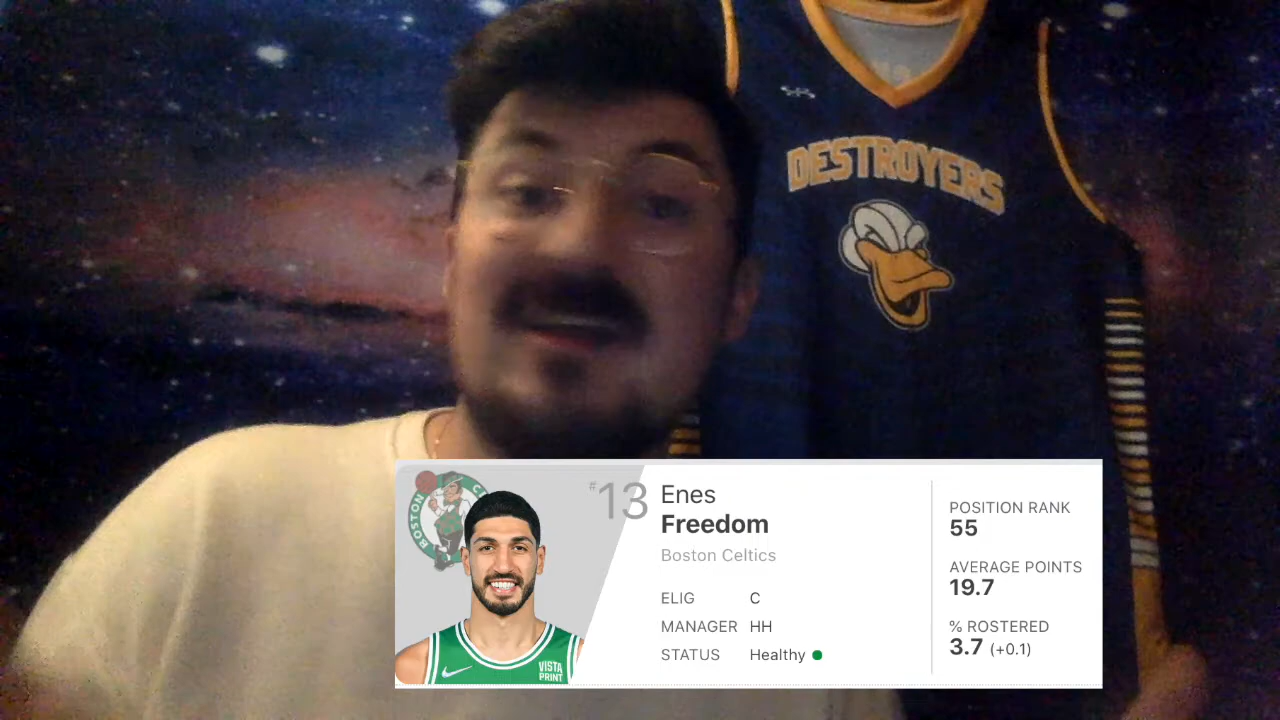 DESTROYERS
BOSTON C
#13
Enes
Freedom
Boston Celtics
ELIG C
MANAGER HH
STATUS Healthy
VISTA
PRINT
POSITION RANK
55
AVERAGE POINTS
19.7
% ROSTERED
3.7 (+0.1)